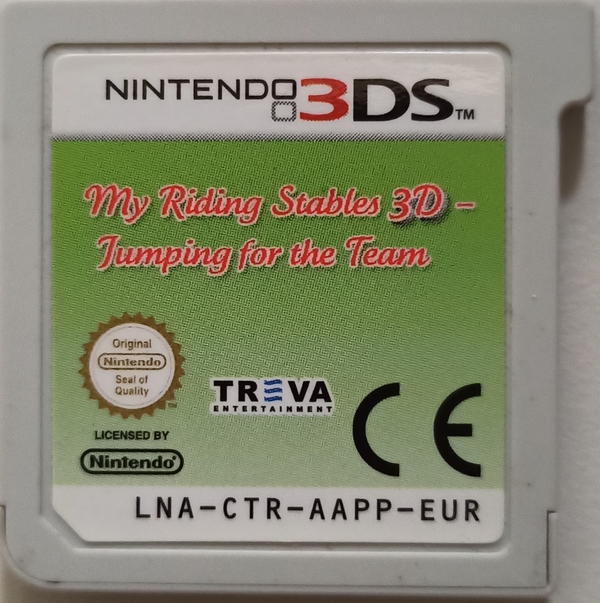 NINTENDO 3DS™
My Riding Stables 3D –
Jumping for the Team
Original
Nintendo
Seal of
Quality
TM
TREVA
ENTERTAINMENT
CE
LICENSED BY
Nintendo®
LNA-CTR-AAPP-EUR